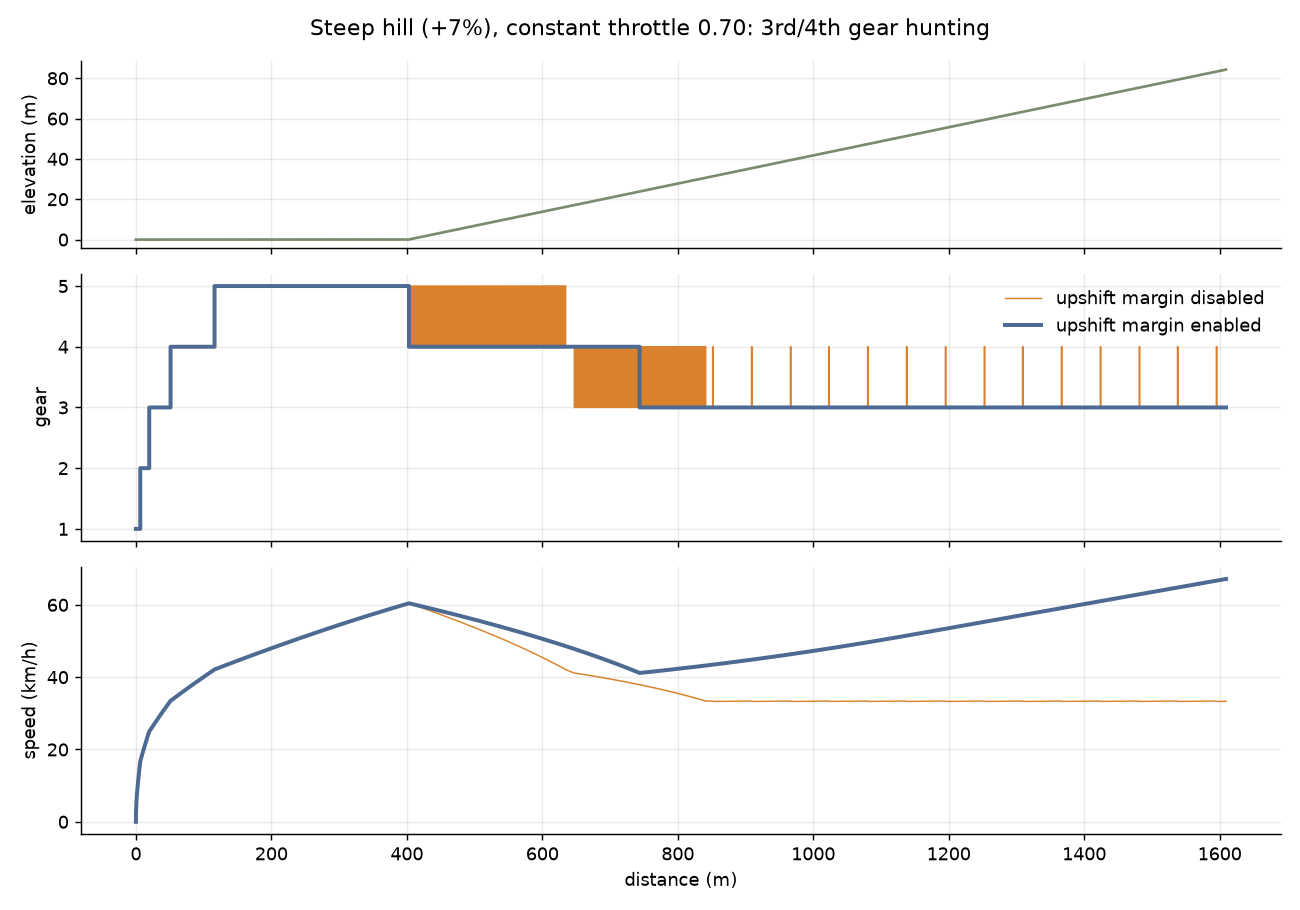 Steep hill (+7%), constant throttle 0.70: 3rd/4th gear hunting
80
60
40
20
0
elevation (m)
5
4
3
2
1
gear
upshift margin disabled
upshift margin enabled
60
40
20
0
speed (km/h)
0 200 400 600 800 1000 1200 1400 1600
distance (m)